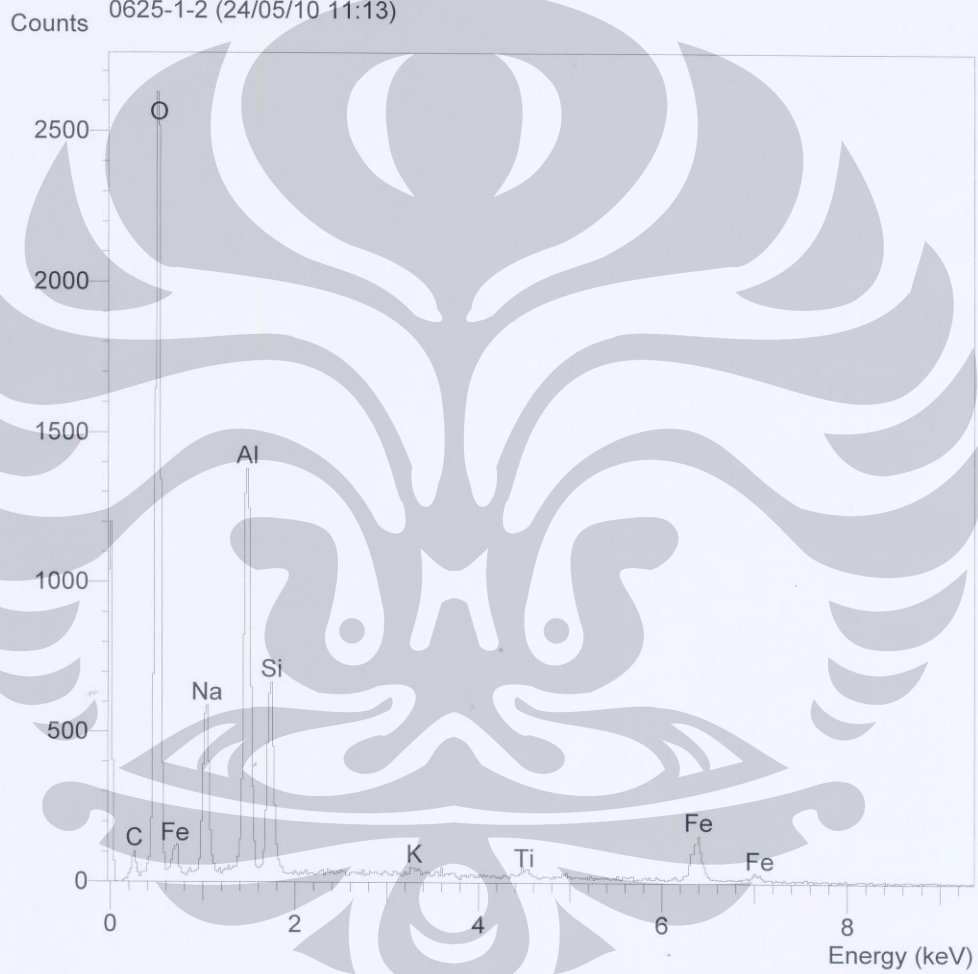 0625-1-2 (24/05/10 11:13)
Counts
O
2500
2000
1500
Al
1000
Si
Na
500
C Fe
Fe
K Ti Fe
0
0 2 4 6 8
Energy (keV)